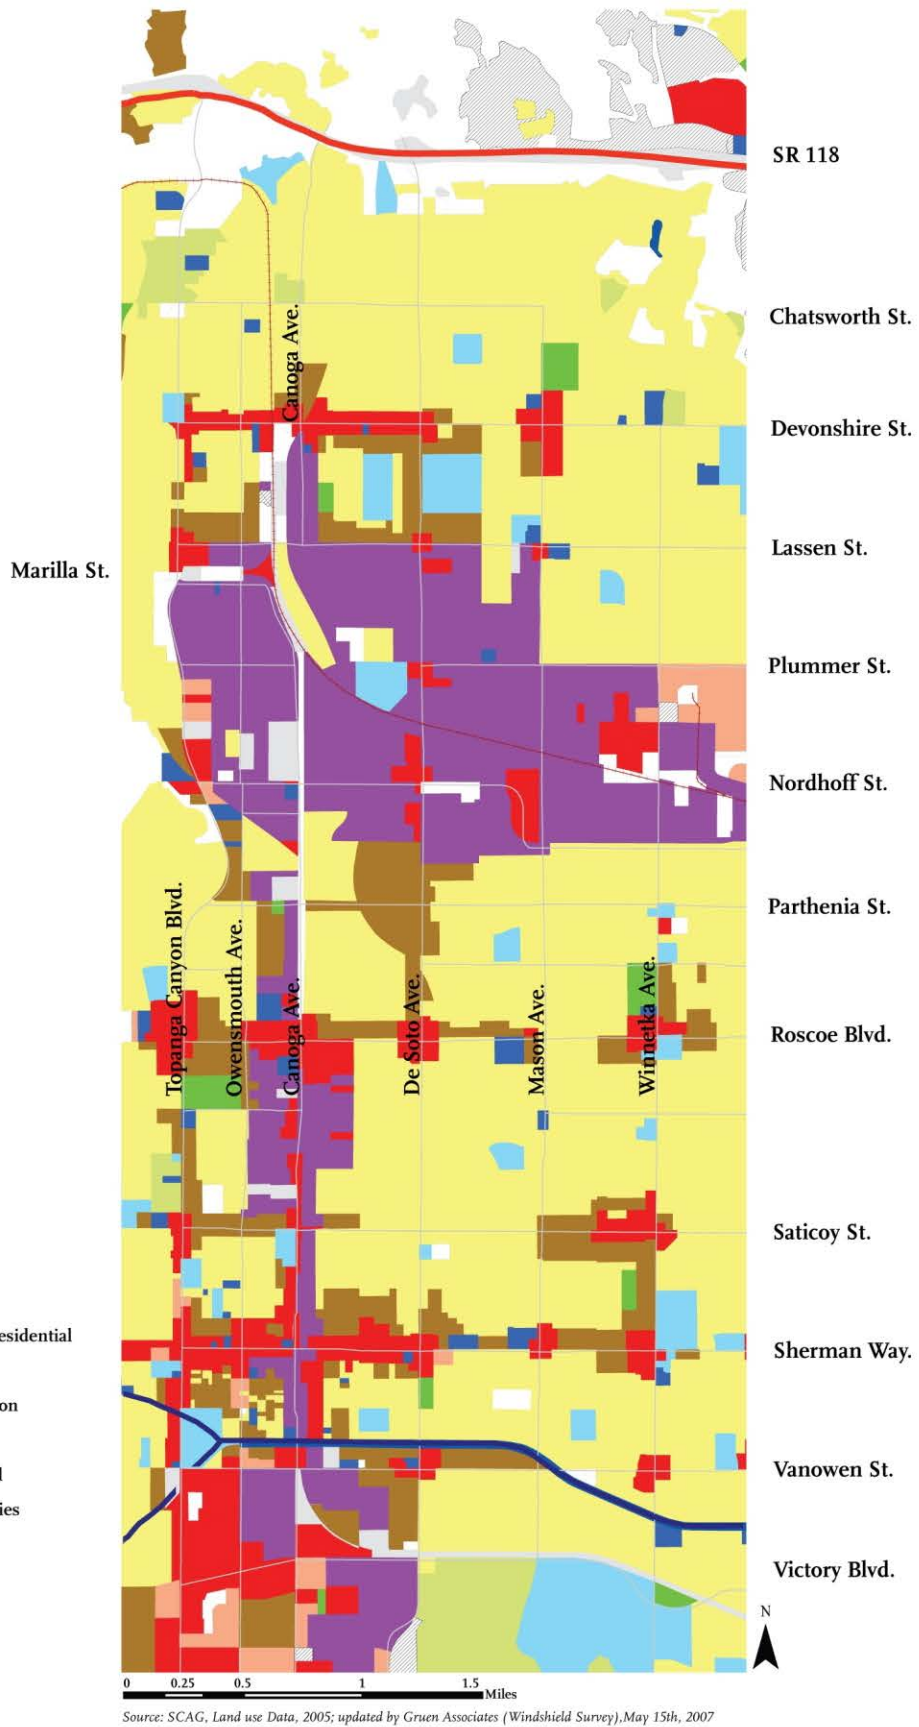 SR 118
Chatsworth St.
Canoga Ave.
Devonshire St.
Lassen St.
Marilla St.
Plummer St.
Nordhoff St.
Parthenia St.
Topanga Canyon Blvd.
Owensmouth Ave.
Canoga Ave.
De Soto Ave.
Mason Ave.
Winnetka Ave.
Roscoe Blvd.
Saticoy St.
esidential
Sherman Way.
on
Vanowen St.
l
ies
Victory Blvd.
N
0 0.25 0.5 1 1.5
Miles
Source: SCAG, Land use Data, 2005; updated by Gruen Associates (Windshield Survey),May 15th, 2007